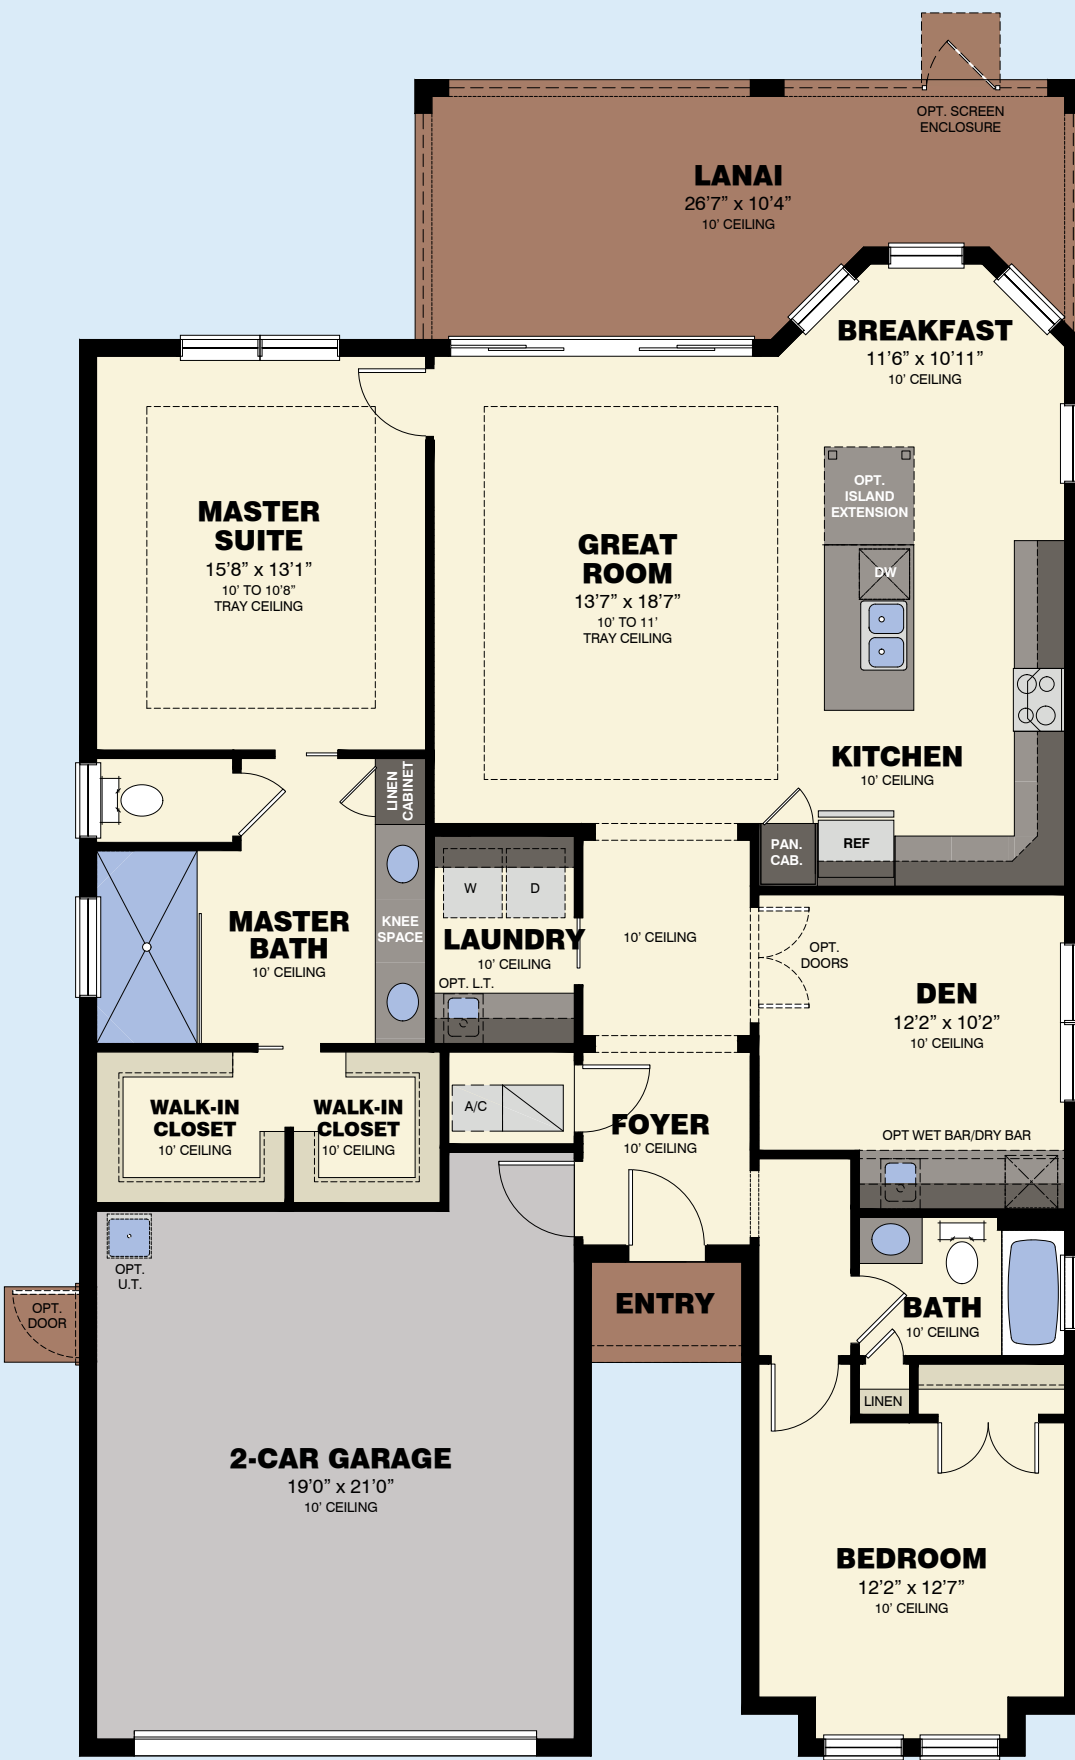 OPT. SCREEN
ENCLOSURE
LANAI
26’7” x 10’4”
10’ CEILING
BREAKFAST
11’6” x 10’11”
10’ CEILING
MASTER
SUITE
15’8” x 13’1”
10’ TO 10’8”
TRAY CEILING
GREAT
ROOM
13’7” x 18’7”
10’ TO 11’
TRAY CEILING
OPT.
ISLAND
EXTENSION
DW
KITCHEN
10’ CEILING
LINEN
CABINET
PAN.
CAB.
REF
W
D
MASTER
BATH
10’ CEILING
KNEE
SPACE
LAUNDRY
10’ CEILING
OPT. L.T.
10’ CEILING
OPT.
DOORS
DEN
12’2” x 10’2”
10’ CEILING
WALK-IN
CLOSET
10’ CEILING
WALK-IN
CLOSET
10’ CEILING
A/C
FOYER
10’ CEILING
OPT WET BAR/DRY BAR
OPT.
U.T.
OPT.
DOOR
ENTRY
BATH
10’ CEILING
LINEN
2-CAR GARAGE
19’0” x 21’0”
10’ CEILING
BEDROOM
12’2” x 12’7”
10’ CEILING